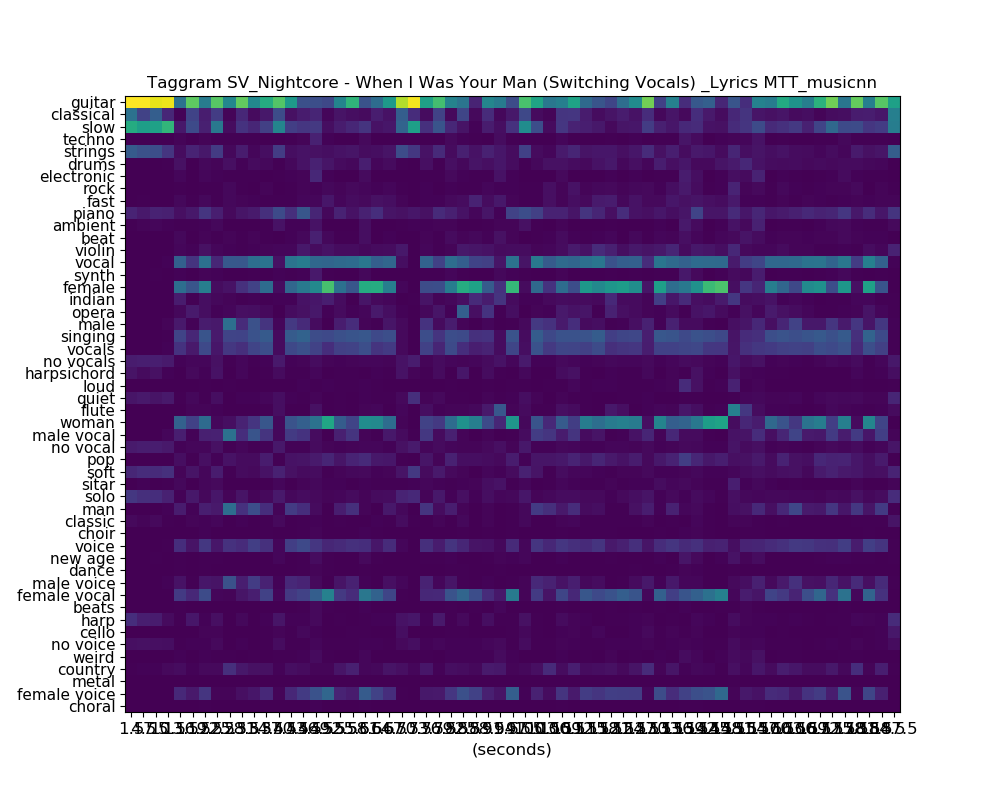 Taggram SV_Nightcore - When I Was Your Man (Switching Vocals) _Lyrics MTT_musicnn
guitar
classical
slow
techno
strings
drums
electronic
rock
fast
piano
ambient
beat
violin
vocal
synth
female
indian
opera
male
singing
vocals
no vocals
harpsichord
loud
quiet
flute
woman
male vocal
no vocal
pop
soft
sitar
solo
man
classic
choir
voice
new age
dance
male voice
female vocal
beats
harp
cello
no voice
weird
country
metal
female voice
choral
(seconds)